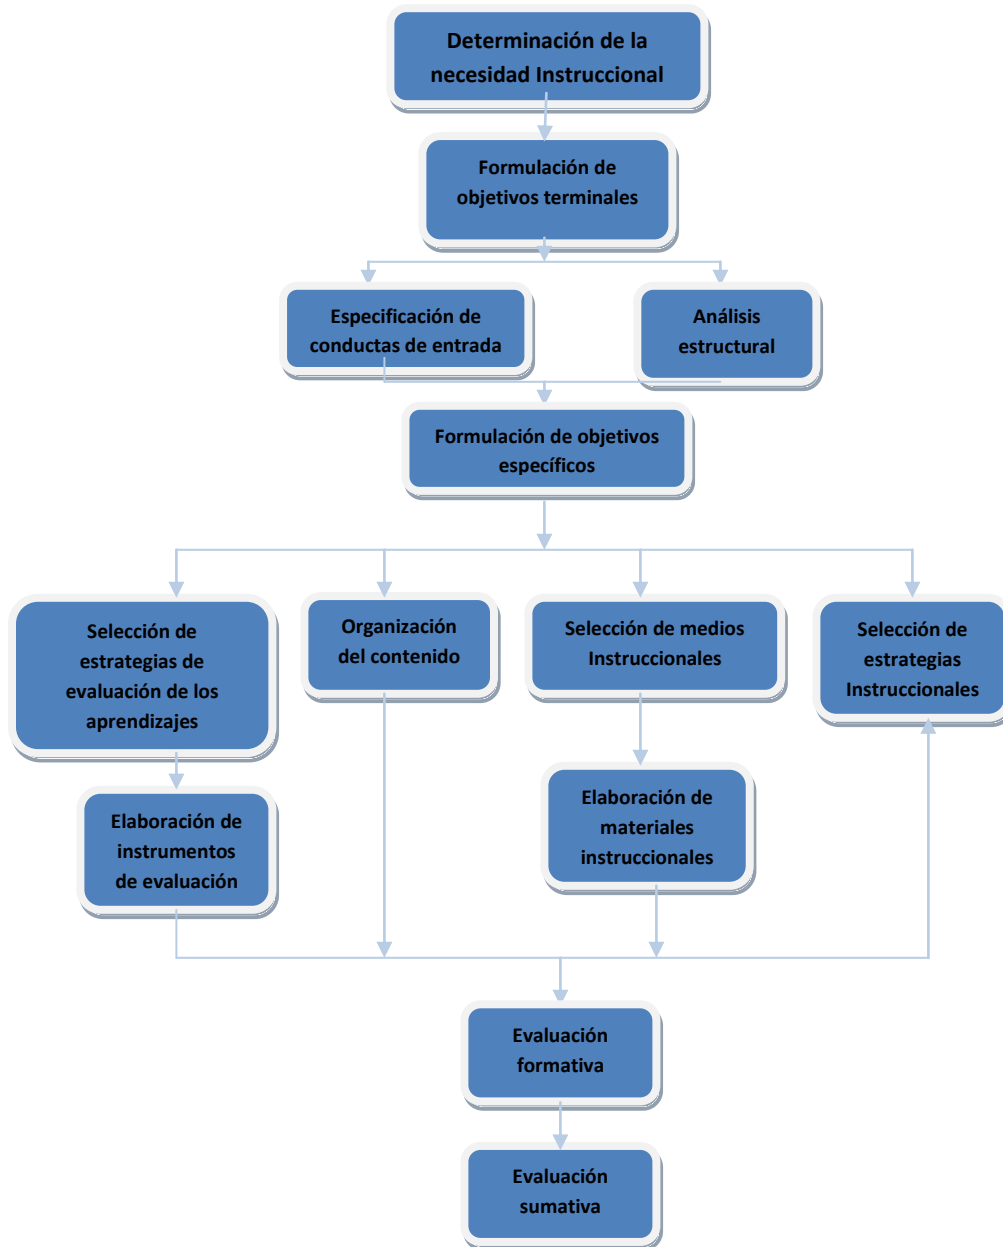 Determinación de la
necesidad Instruccional
Formulación de
objetivos terminales
Especificación de
conductas de entrada
Análisis
estructural
Formulación de objetivos
específicos
Selección de
estrategias de
evaluación de los
aprendizajes
Organización
del contenido
Selección de medios
Instruccionales
Selección de
estrategias
Instruccionales
Elaboración de
instrumentos
de evaluación
Elaboración de
materiales
instruccionales
Evaluación
formativa
Evaluación
sumativa